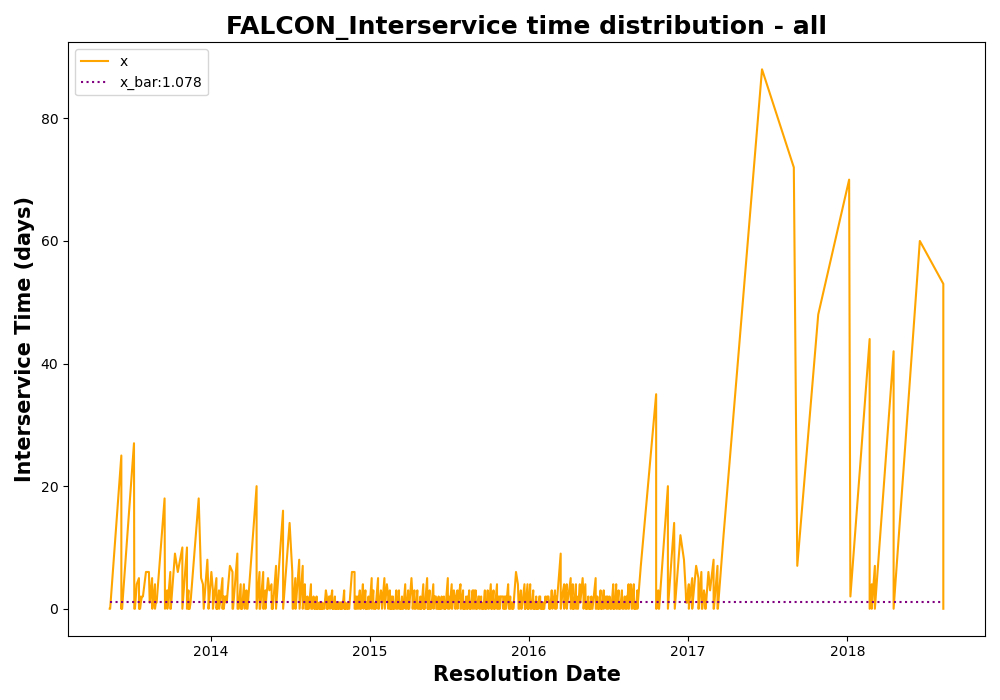 FALCON_Interservice time distribution - all
x
x_bar:1.078
Interservice Time (days)
80
60
40
20
0
2014
2015
2016
2017
2018
Resolution Date